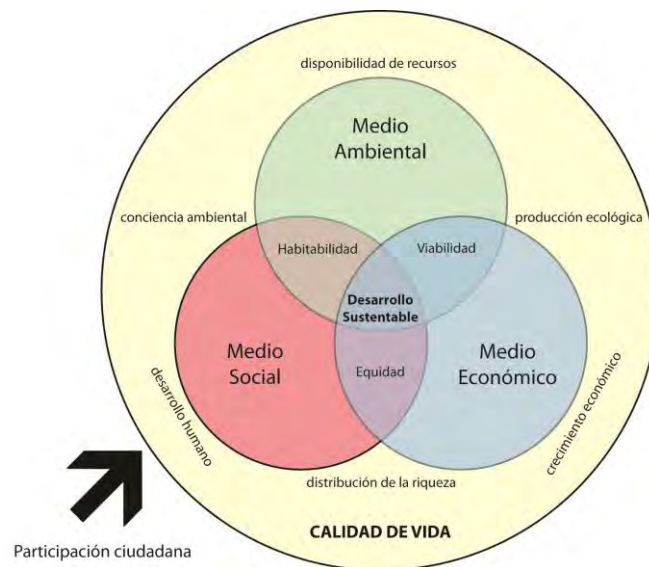 disponibilidad de recursos
Medio
Ambiental
conciencia ambiental
producción ecológica
Habitabilidad
Viabilidad
Desarrollo
Sustentable
Medio
Social
Medio
Económico
Equidad
desarrollo humano
crecimiento económico
distribución de la riqueza
CALIDAD DE VIDA
Participación ciudadana